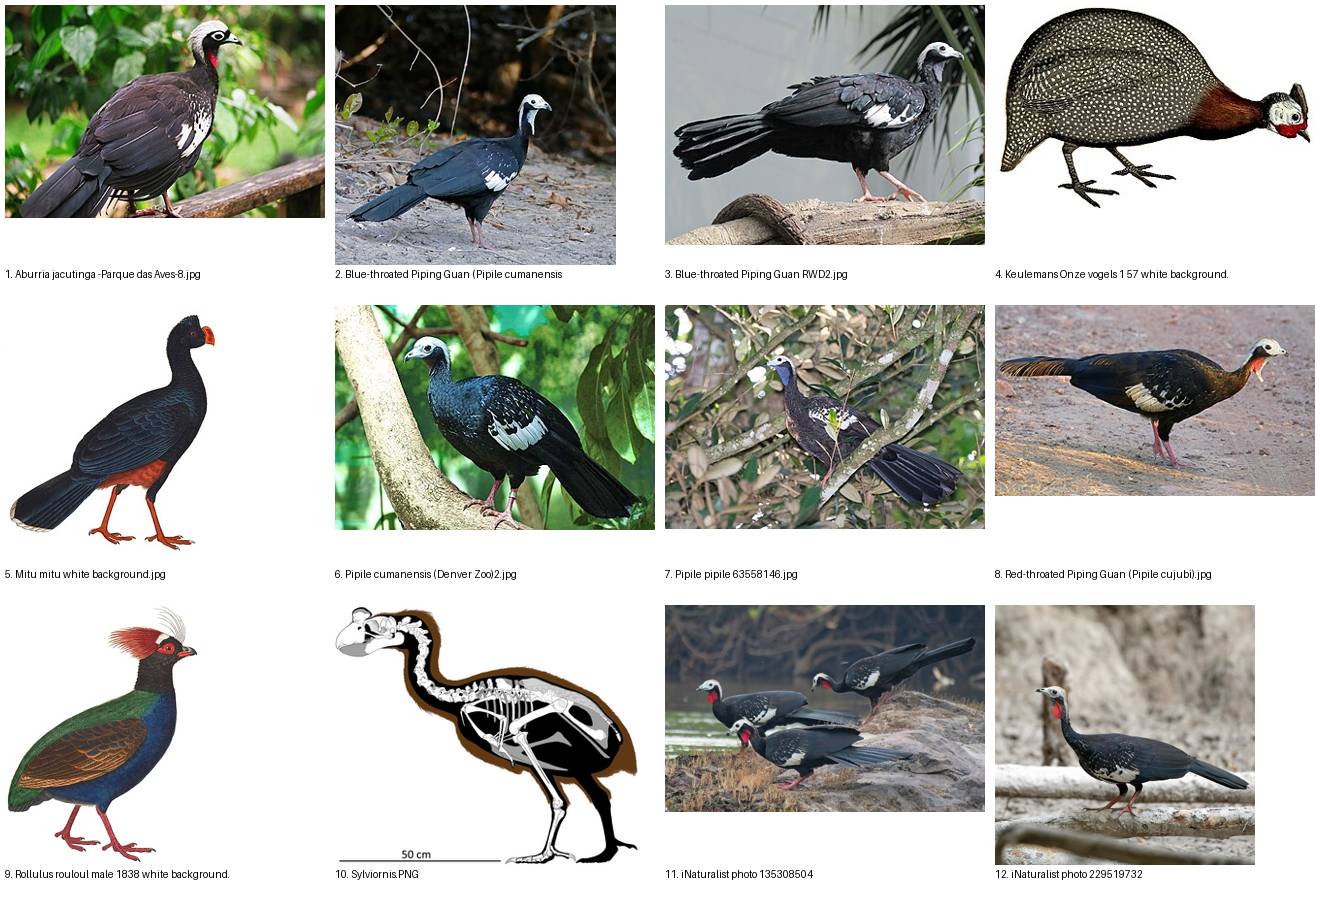 1. Aburria jacutinga -Parque das Aves-8.jpg
2. Blue-throated Piping Guan (Pipile cumanensis
3. Blue-throated Piping Guan RWD2.jpg
4. Keulemans Onze vogels 1 57 white background.
5. Mitu mitu white background.jpg
6. Pipile cumanensis (Denver Zoo)2.jpg
7. Pipile pipile 63558146.jpg
8. Red-throated Piping Guan (Pipile cujubi).jpg
50 cm
9. Rollulus rouloul male 1838 white background.
10. Sylviornis.PNG
11. iNaturalist photo 135308504
12. iNaturalist photo 229519732